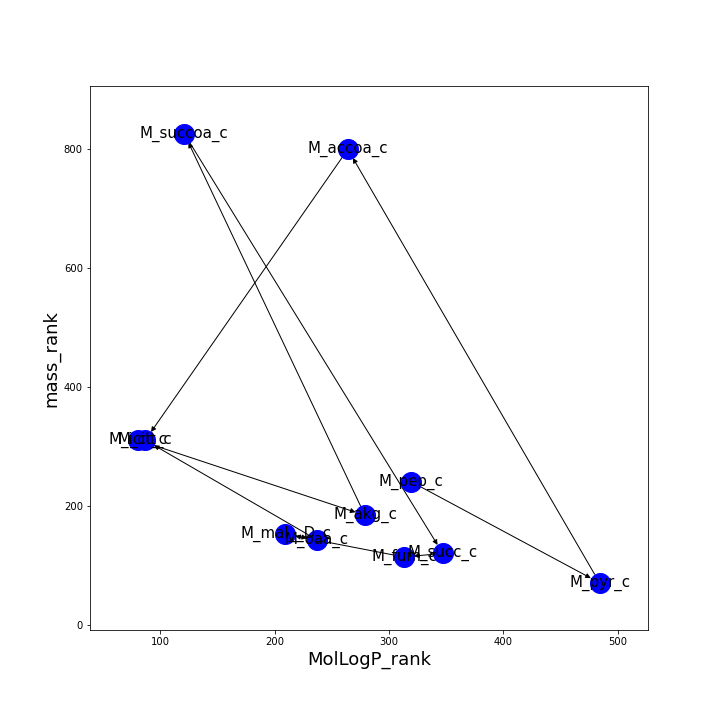 M_succoa_c
M_accoa_c
M_pep_c
M_akg_c
M_succ_c
M_pyr_c
800
600
400
200
0
100
200
300
400
500
mass_rank
MolLogP_rank